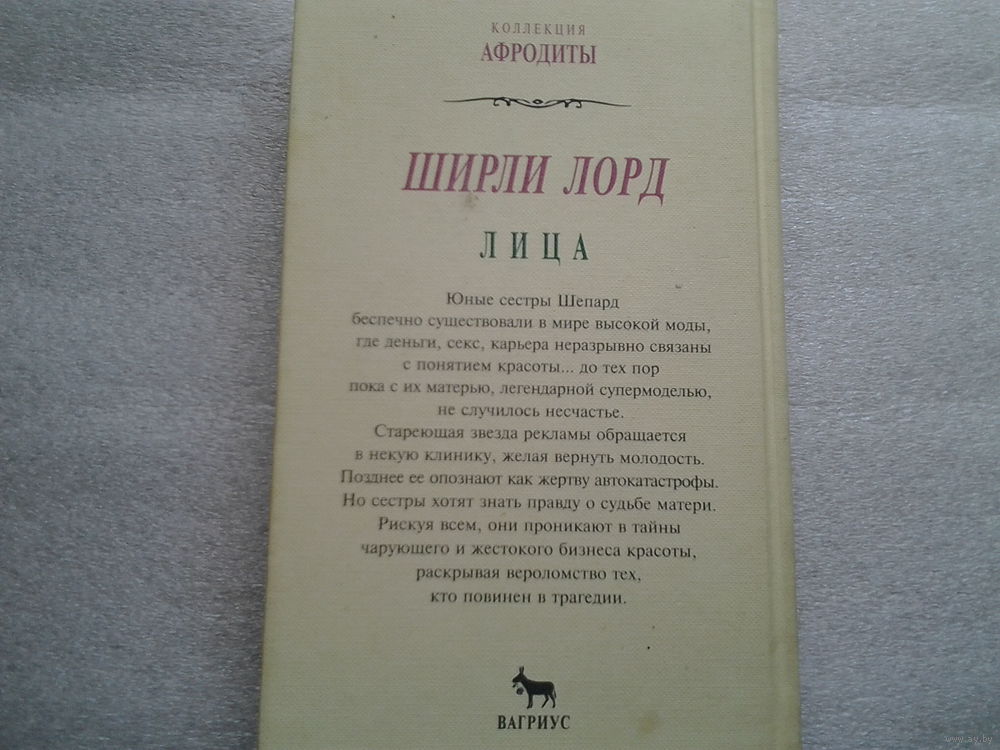 КОЛЛЕКЦИЯ
АФРОДИТЫ
ШИРЛИ ЛОРД
ЛИЦА
Юные сестры Шепард
беспечно существовали в мире высокой моды,
где деньги, секс, карьера неразрывно связаны
с понятием красоты... до тех пор
пока с их матерью, легендарной супермоделью,
не случилось несчастье.
Стареющая звезда рекламы обращается
в некую клинику, желая вернуть молодость.
Позднее ее опознают как жертву автокатастрофы.
Но сестры хотят знать правду о судьбе матери.
Рискуя всем, они проникают в тайны
чарующего и жестокого бизнеса красоты,
раскрывая вероломство тех,
кто повинен в трагедии.
ВАГРИУС
www.ay.by